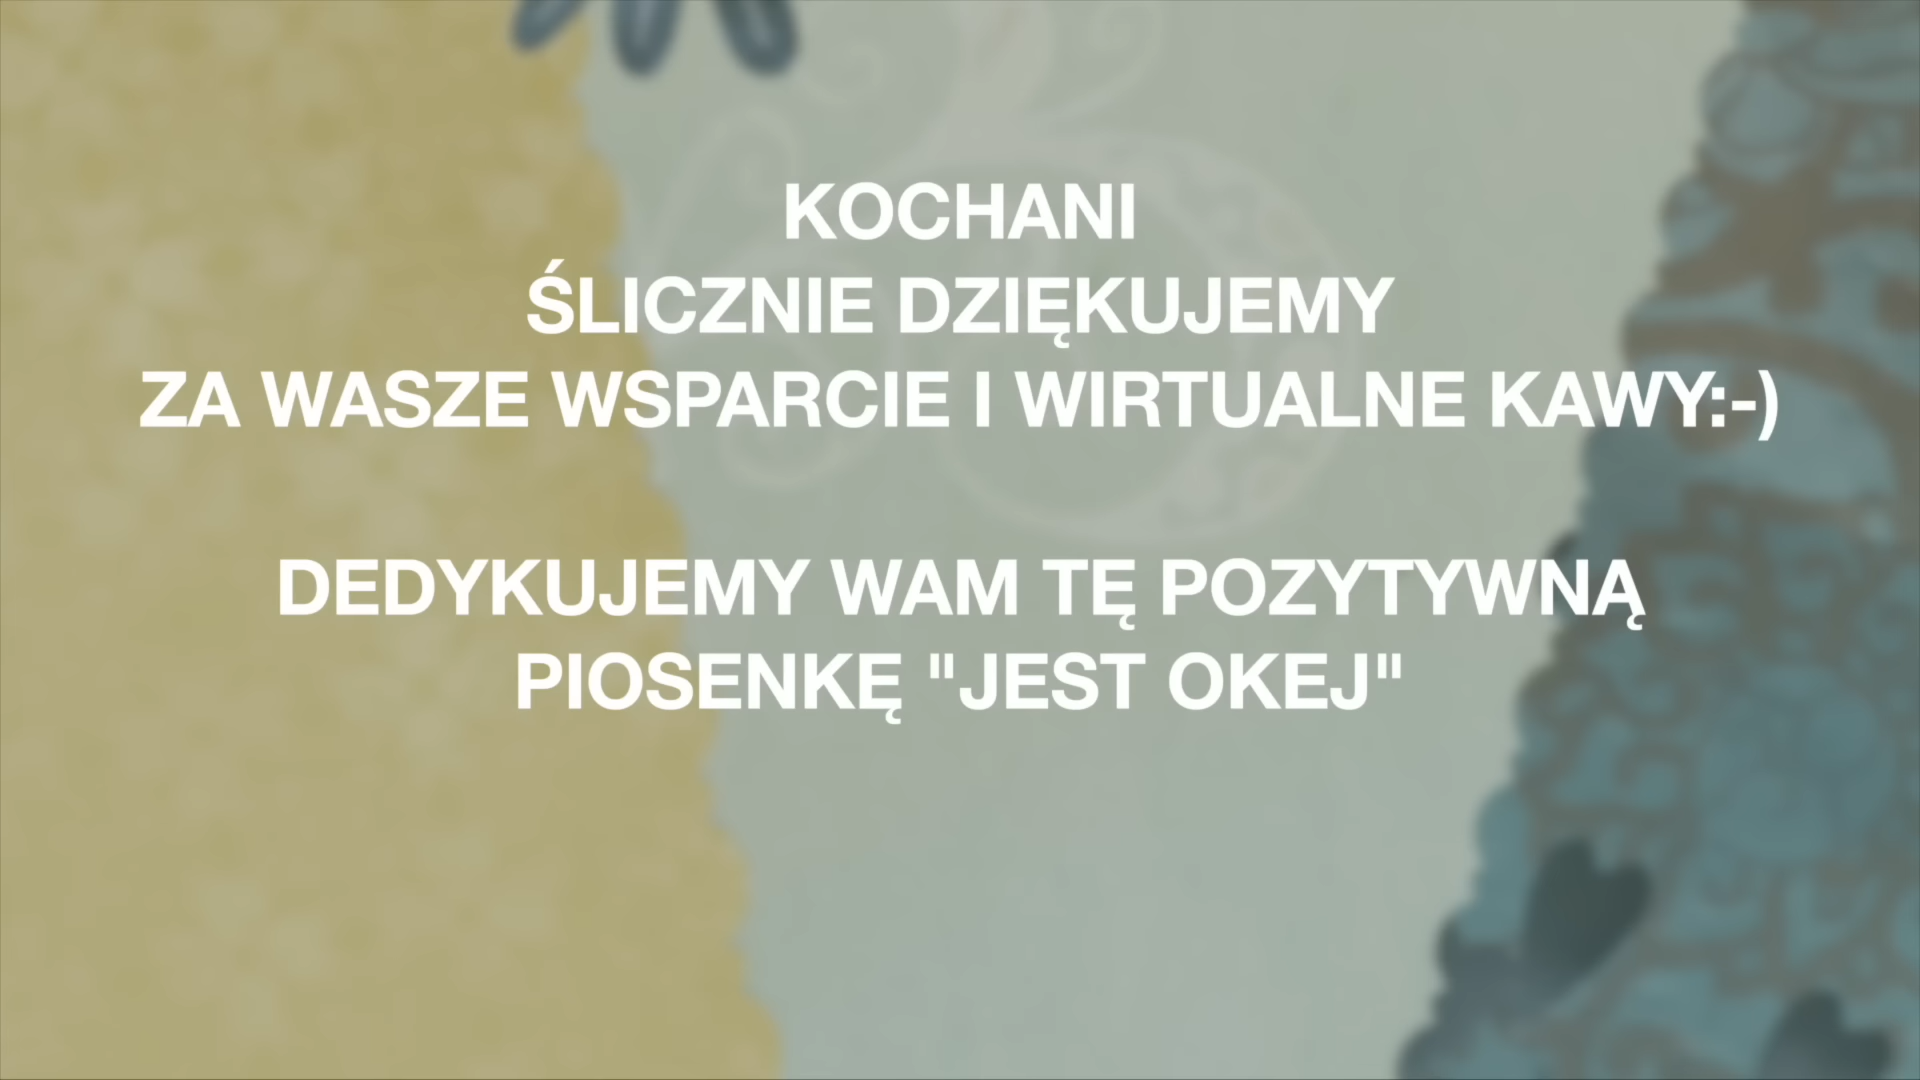 KOCHANI
ŚLICZNIE DZIĘKUJEMY
ZA WASZE WSPARCIE I WIRTUALNE KAWY:-)
DEDYKUJEMY WAM TĘ POZYTYWNĄ
PIOSENKĘ "JEST OKEJ"